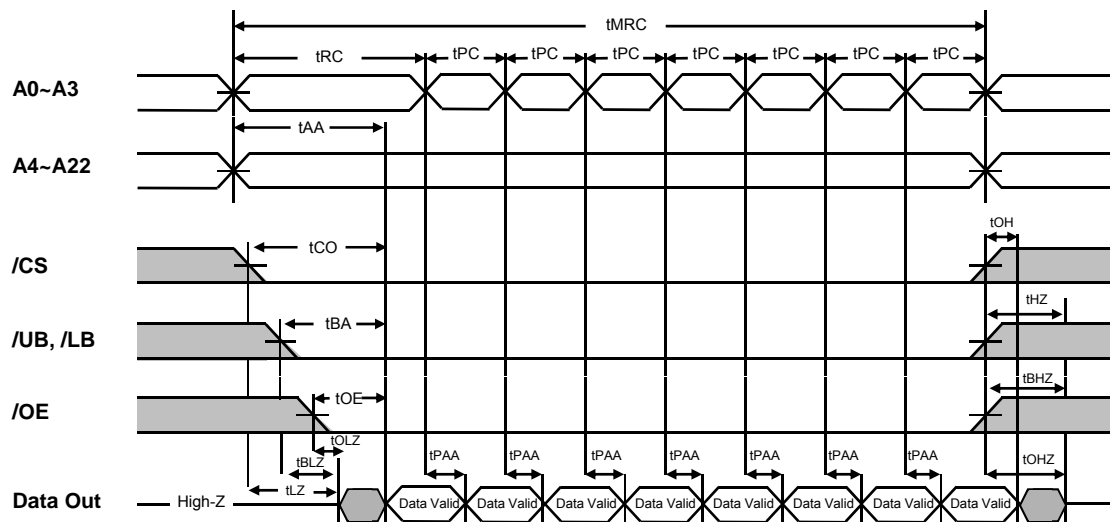 tMRC
tRC tPC tPC tPC tPC tPC tPC tPC
A0~A3
tAA
A4~A22
tOH
tCO
/CS
tHZ
tBA
/UB, /LB
tBHZ
tOE
/OE
tOLZ
tPAA tPAA tPAA tPAA tPAA tPAA tPAA
tBLZ
tOHZ
tLZ
Data Out High-Z Data Valid Data Valid Data Valid Data Valid Data Valid Data Valid Data Valid Data Valid